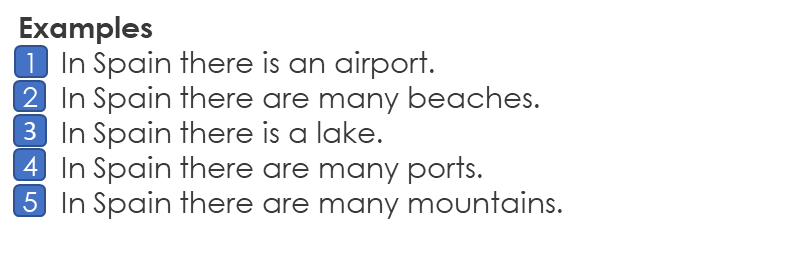 Examples
1 In Spain there is an airport.
2 In Spain there are many beaches.
3 In Spain there is a lake.
4 In Spain there are many ports.
5 In Spain there are many mountains.